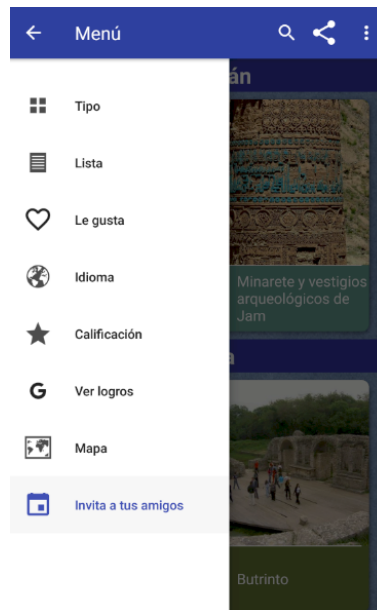 Menú
án
Tipo
Lista
Le gusta
Idioma
Minarete y vestigios
arqueológicos de
Jam
Calificación
a
G
Ver logros
Mapa
Invita a tus amigos
Butrinto